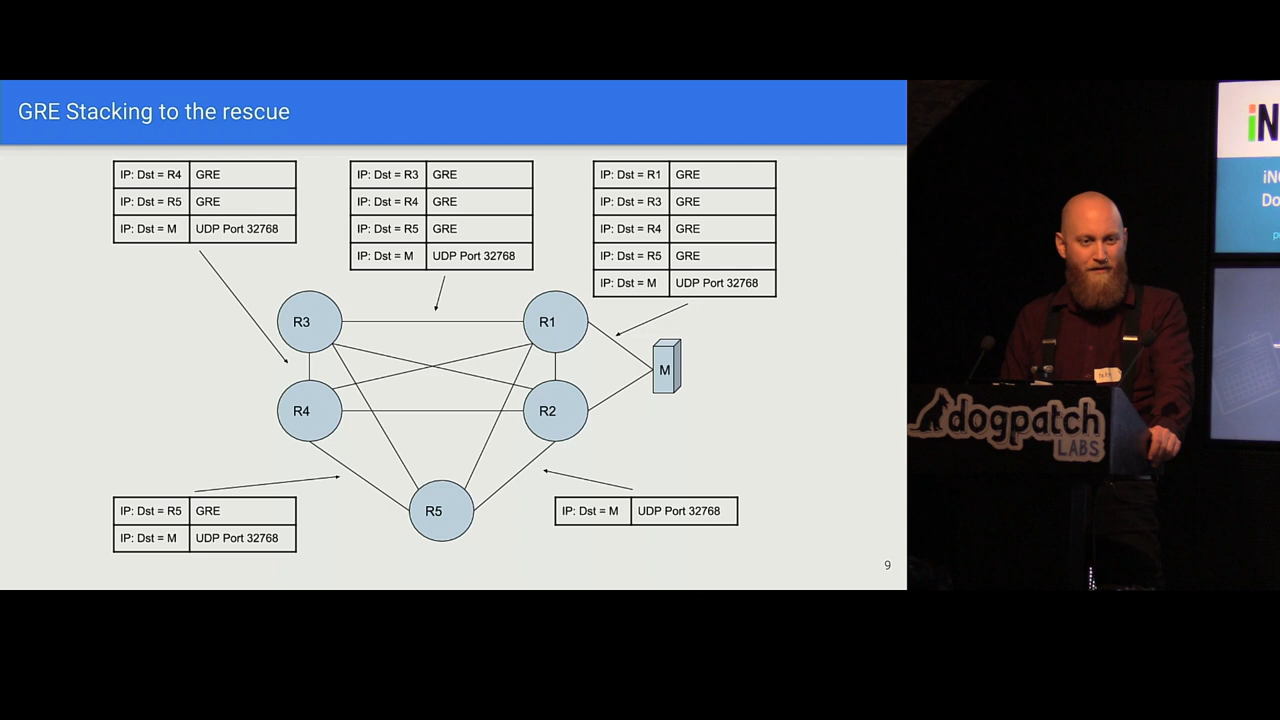 GRE Stacking to the rescue
IP: Dst = R4 GRE
IP: Dst = R5 GRE
IP: Dst = M UDP Port 32768
IP: Dst = R3 GRE
IP: Dst = R4 GRE
IP: Dst = R5 GRE
IP: Dst = M UDP Port 32768
IP: Dst = R1 GRE
IP: Dst = R3 GRE
IP: Dst = R4 GRE
IP: Dst = R5 GRE
IP: Dst = M UDP Port 32768
R3
R1
M
R4
R2
R5
IP: Dst = R5 GRE
IP: Dst = M UDP Port 32768
IP: Dst = M UDP Port 32768
9
iN
iN
Do
dogpatch
LABS